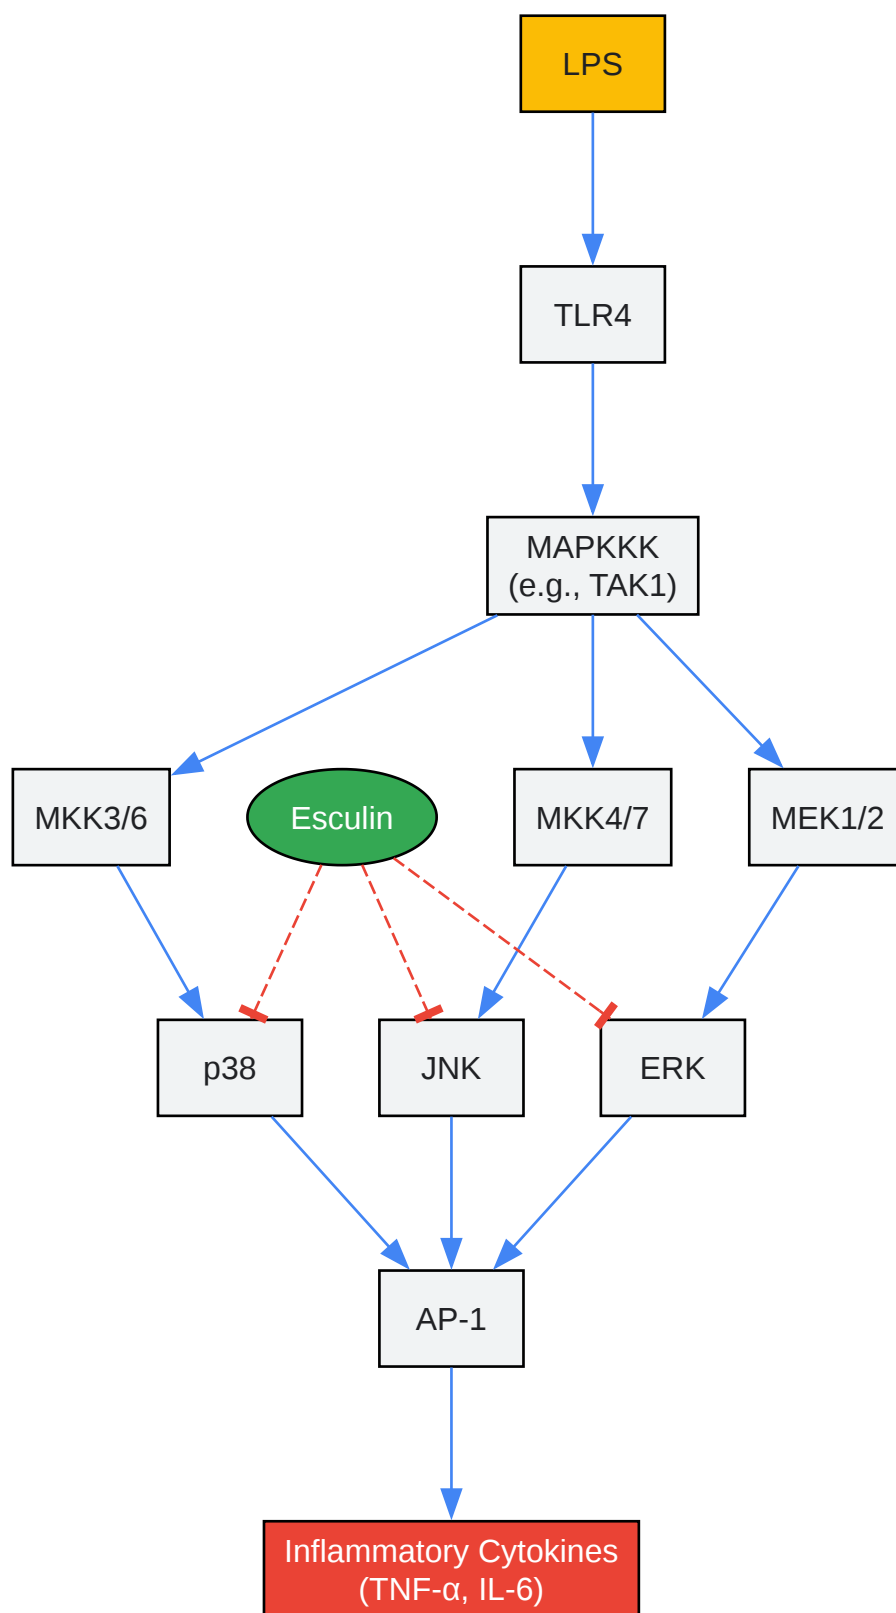 LPS
TLR4
MAPKKK
(e.g., TAK1)
MKK3/6
Esculin
MKK4/7
MEK1/2
p38
JNK
ERK
AP-1
Inflammatory Cytokines
(TNF-α, IL-6)